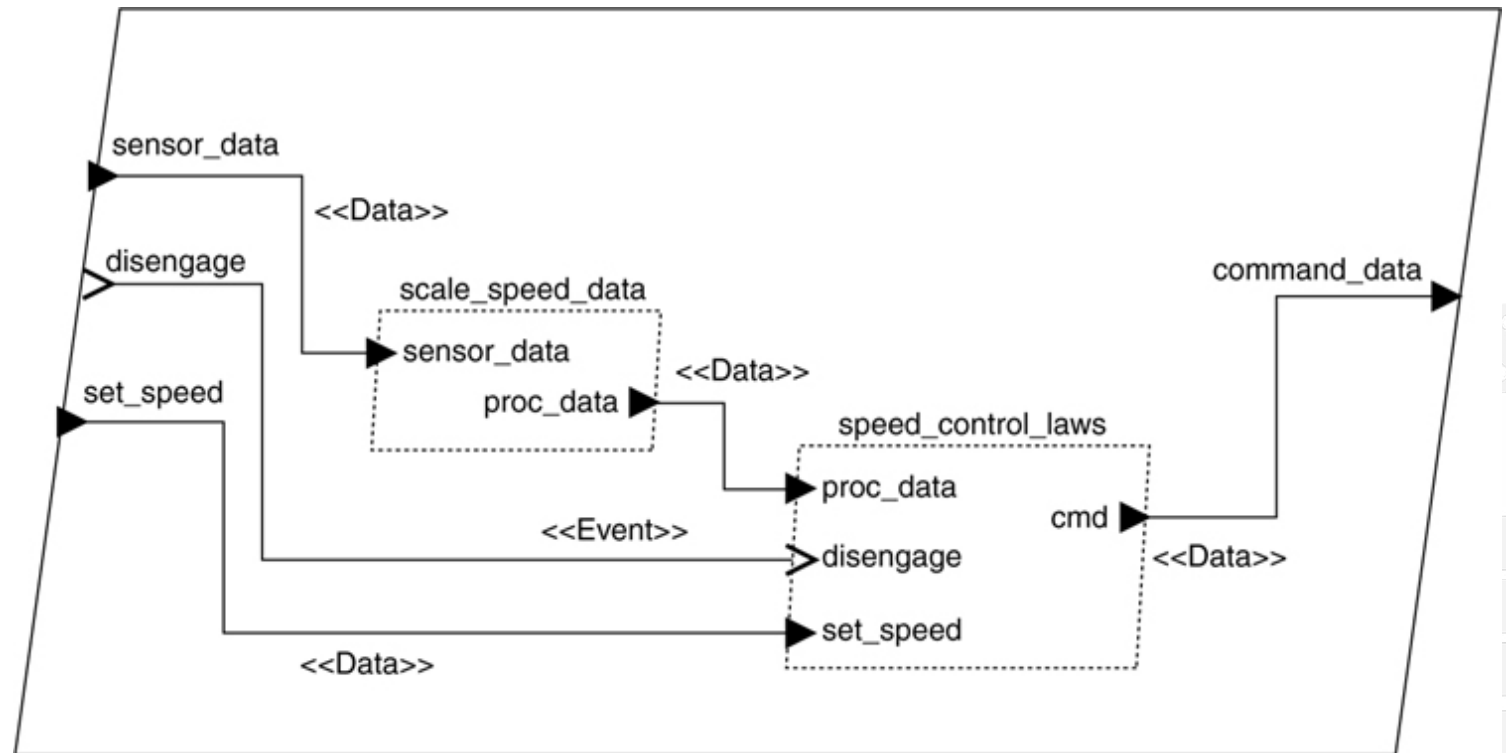 sensor_data
<<Data>>
disengage
command_data
scale_speed_data
sensor_data
<<Data>>
set_speed
proc_data
speed_control_laws
proc_data
cmd
<<Event>>
disengage
<<Data>>
set_speed
<<Data>>